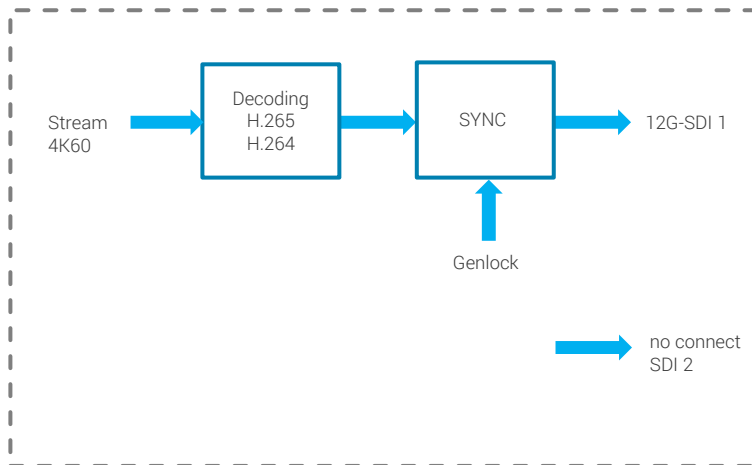 Stream
4K60
Decoding
H.265
H.264
SYNC
12G-SDI 1
Genlock
no connect
SDI 2